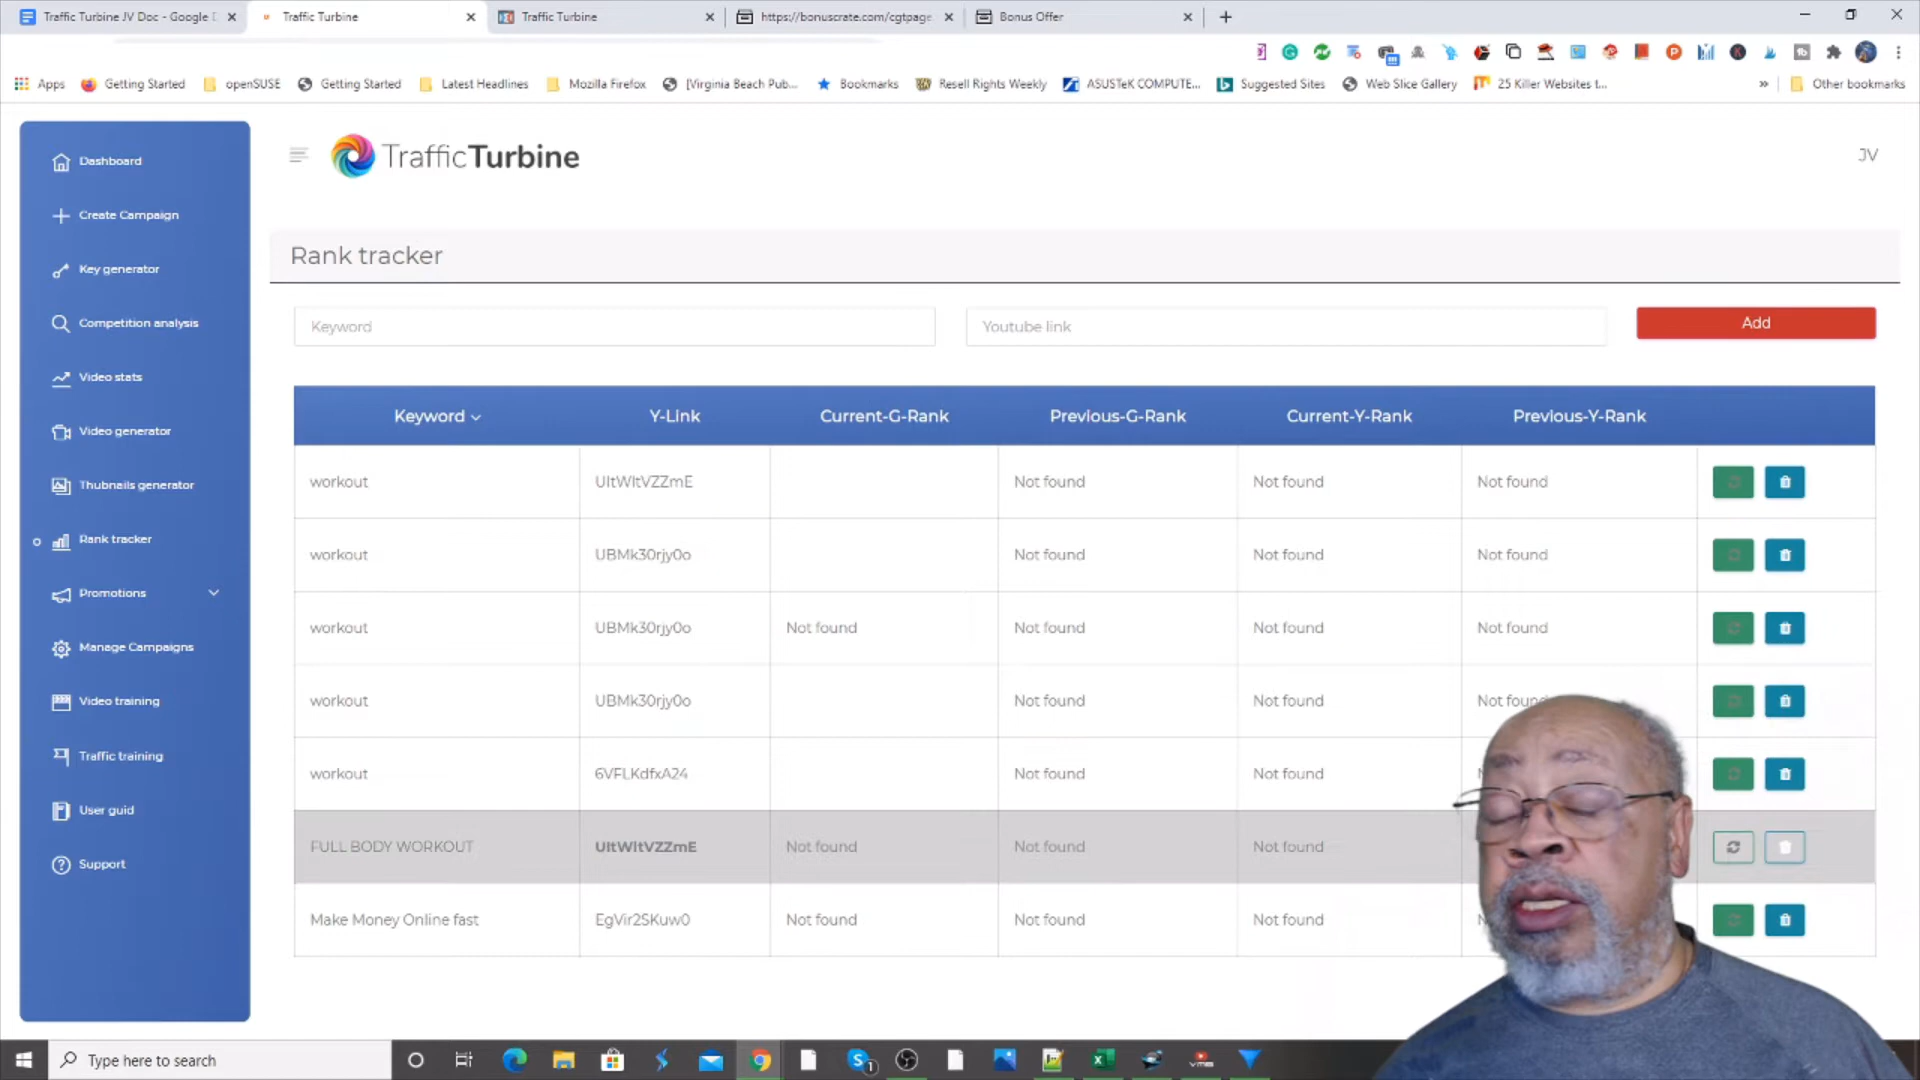 Traffic Turbine JV Doc - Google D
Traffic Turbine
Traffic Turbine
https://bonuscrate.com/cgtpage
Bonus Offer
Apps
Getting Started
openSUSE
Getting Started
Latest Headlines
Mozilla Firefox
[Virginia Beach Pub...
Bookmarks
Resell Rights Weekly
ASUSTeK COMPUTE...
Suggested Sites
Web Slice Gallery
25 Killer Websites t...
Other bookmarks
Dashboard
Create Campaign
Key generator
Competition analysis
Video stats
Video generator
Thubnails generator
Rank tracker
Promotions
Manage Campaigns
Video training
Traffic training
User guid
Support
TrafficTurbine
JV
Rank tracker
Keyword
Youtube link
Add
Keyword Y-Link Current-G-Rank Previous-G-Rank Current-Y-Rank Previous-Y-Rank
workout UItWItVZZmE Not found Not found Not found
workout UBMk30rjy0o Not found Not found Not found
workout UBMk30rjy0o Not found Not found Not found Not found
workout UBMk30rjy0o Not found Not found Not found
workout 6VFLKdfxA24 Not found Not found
FULL BODY WORKOUT UItWItVZZmE Not found Not found Not found
Make Money Online fast EgVir2SKuw0 Not found Not found Not found
Type here to search